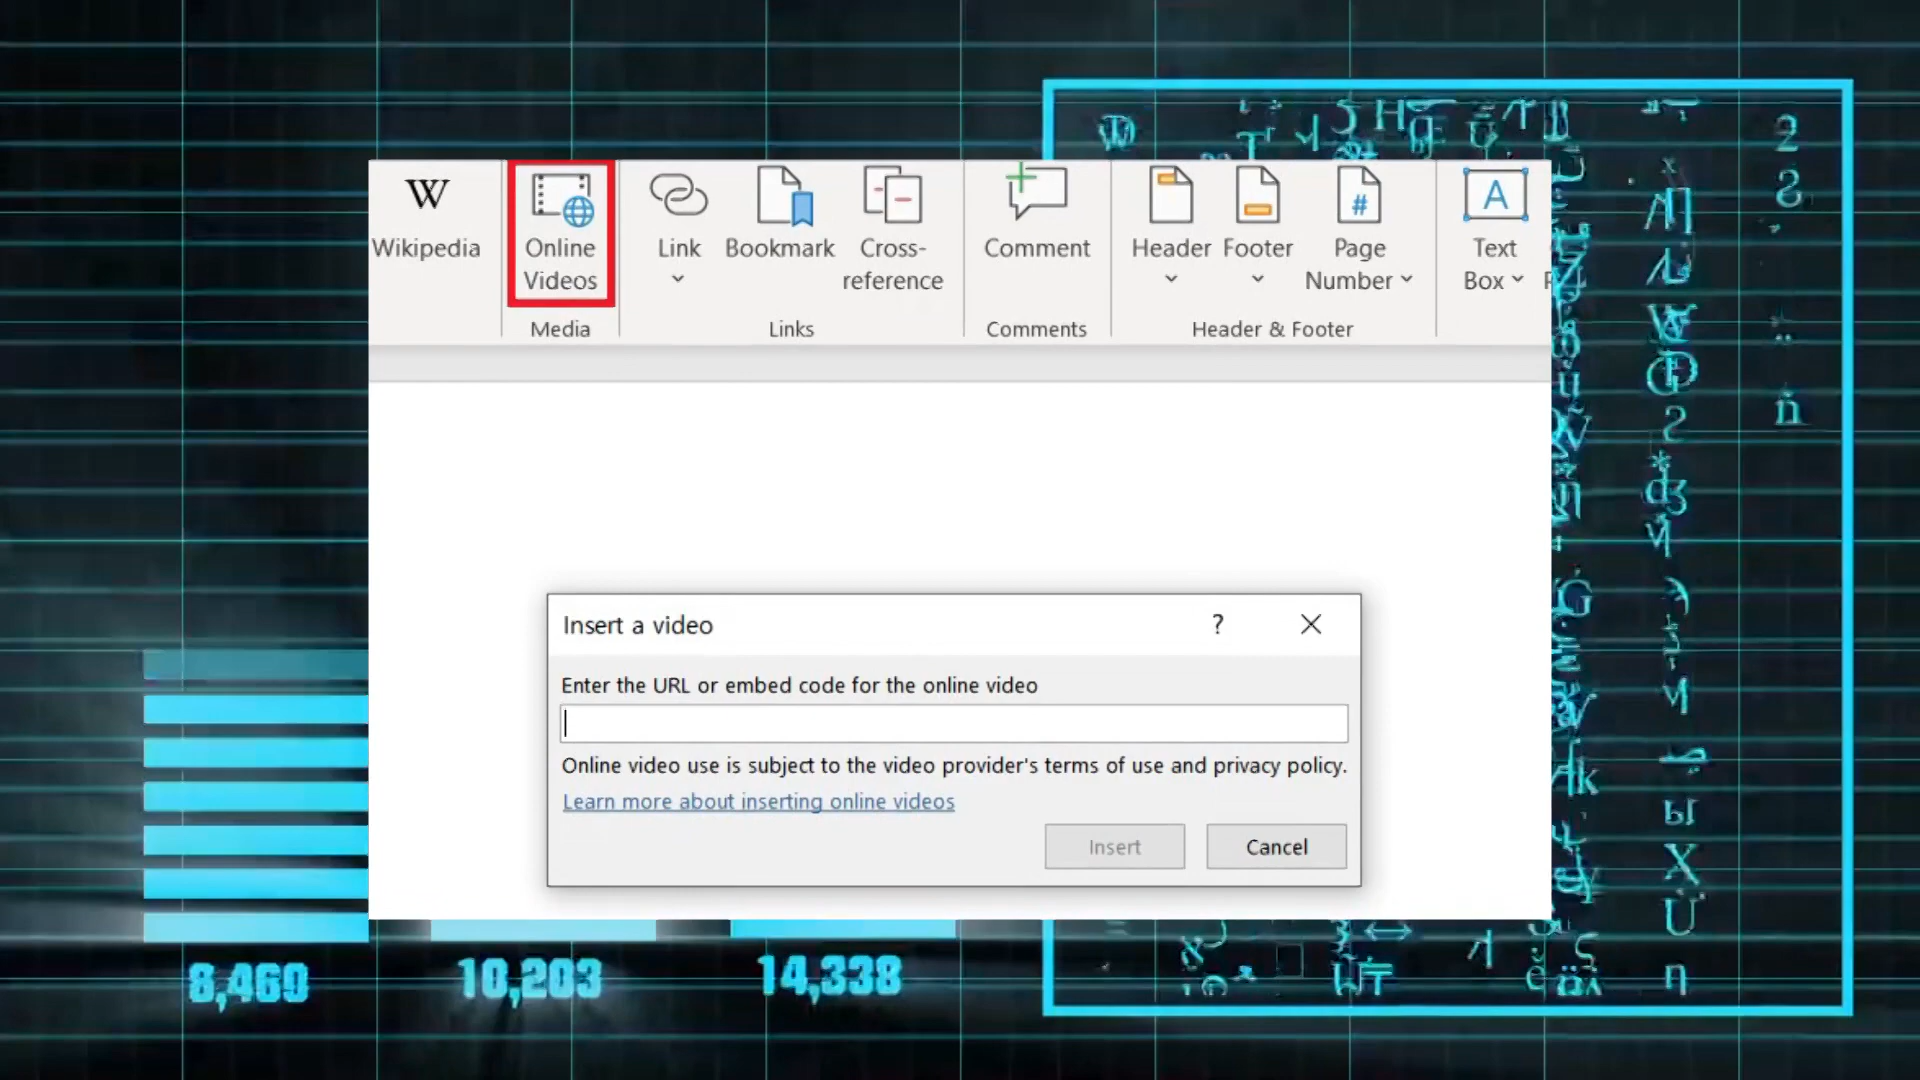 W
Wikipedia
Online
Videos
Link
Bookmark
Cross-
reference
Comment
Header
Footer
#
Page
Number
A
Text
Box
Media
Links
Comments
Header & Footer
Insert a video
?
Enter the URL or embed code for the online video
Online video use is subject to the video provider's terms of use and privacy policy.
Learn more about inserting online videos
Insert
Cancel
8,469
10,203
14,338